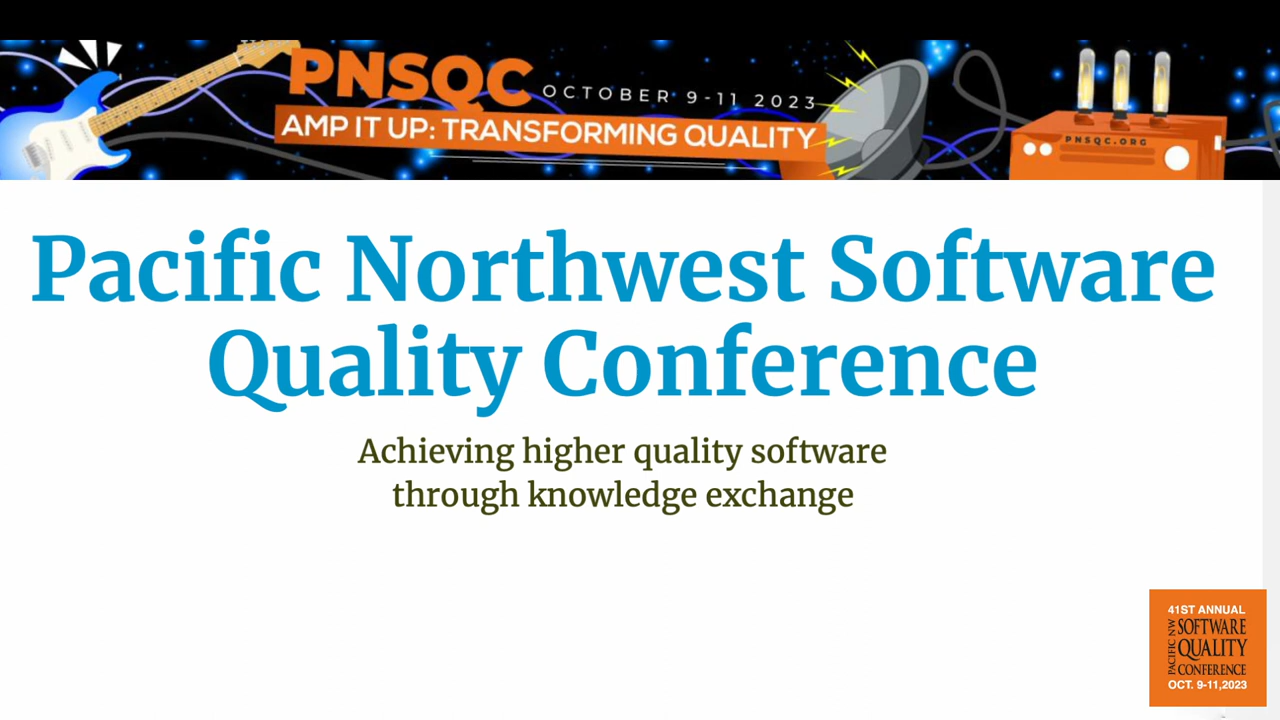 PNSQC
OCTOBER 9-11 2023
AMP IT UP: TRANSFORMING QUALITY
PNSQC.ORG
Pacific Northwest Software
Quality Conference
Achieving higher quality software
through knowledge exchange
41ST ANNUAL
PACIFIC NW
SOFTWARE
QUALITY
CONFERENCE
OCT. 9-11,2023